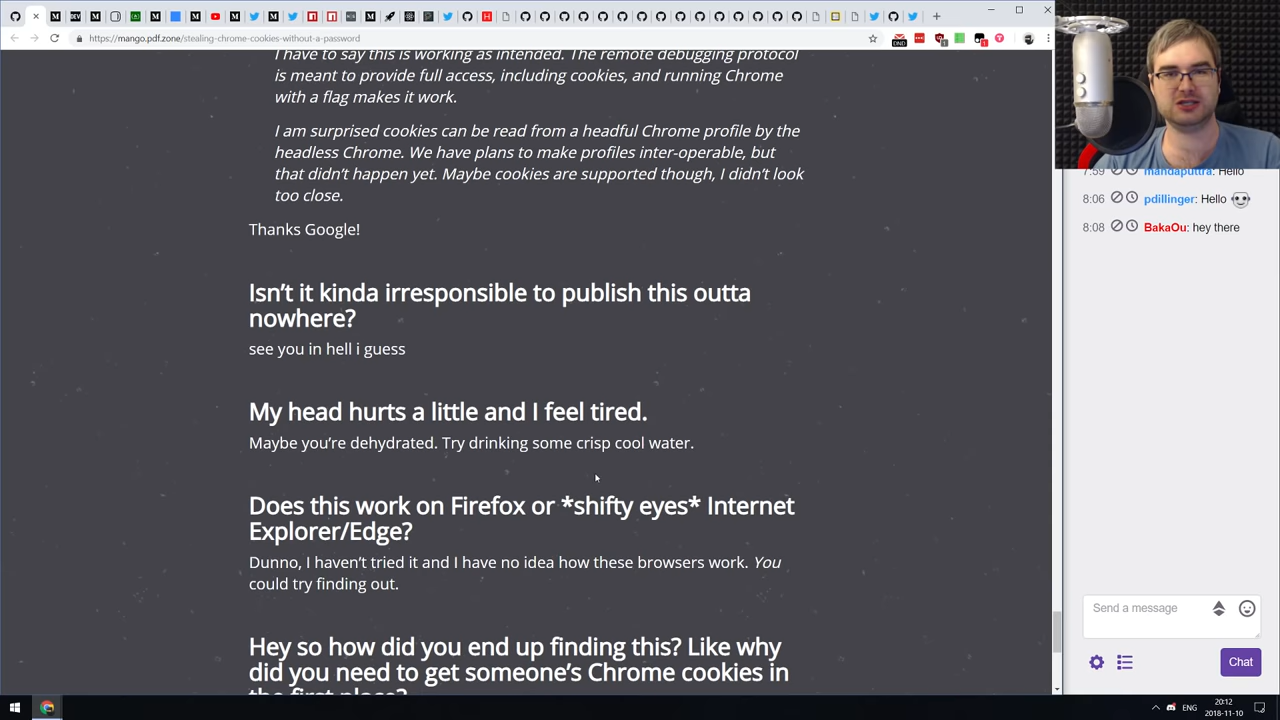 https://mango.pdf.zone/stealing-chrome-cookies-without-a-password
I have to say this is working as intended. The remote debugging protocol
is meant to provide full access, including cookies, and running Chrome
with a flag makes it work.
I am surprised cookies can be read from a headful Chrome profile by the
headless Chrome. We have plans to make profiles inter-operable, but
that didn't happen yet. Maybe cookies are supported though, I didn't look
too close.
Thanks Google!
Isn't it kinda irresponsible to publish this outta
nowhere?
see you in hell i guess
My head hurts a little and I feel tired.
Maybe you're dehydrated. Try drinking some crisp cool water.
Does this work on Firefox or *shifty eyes* Internet
Explorer/Edge?
Dunno, I haven't tried it and I have no idea how these browsers work. You
could try finding out.
Hey so how did you end up finding this? Like why
did you need to get someone's Chrome cookies in
the first place?
7:59 mandaputtra: Hello
8:06 pdillinger: Hello
8:08 BakaOu: hey there
Send a message
Chat
ENG
20:12
2018-11-10